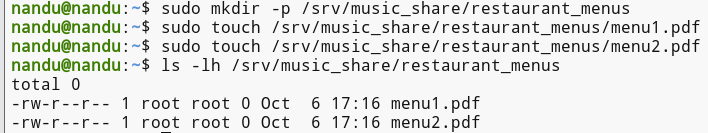 nandu@nandu:~$ sudo mkdir -p /srv/music_share/restaurant_menus
nandu@nandu:~$ sudo touch /srv/music_share/restaurant_menus/menu1.pdf
nandu@nandu:~$ sudo touch /srv/music_share/restaurant_menus/menu2.pdf
nandu@nandu:~$ ls -lh /srv/music_share/restaurant_menus
total 0
-rw-r--r-- 1 root root 0 Oct  6 17:16 menu1.pdf
-rw-r--r-- 1 root root 0 Oct  6 17:16 menu2.pdf